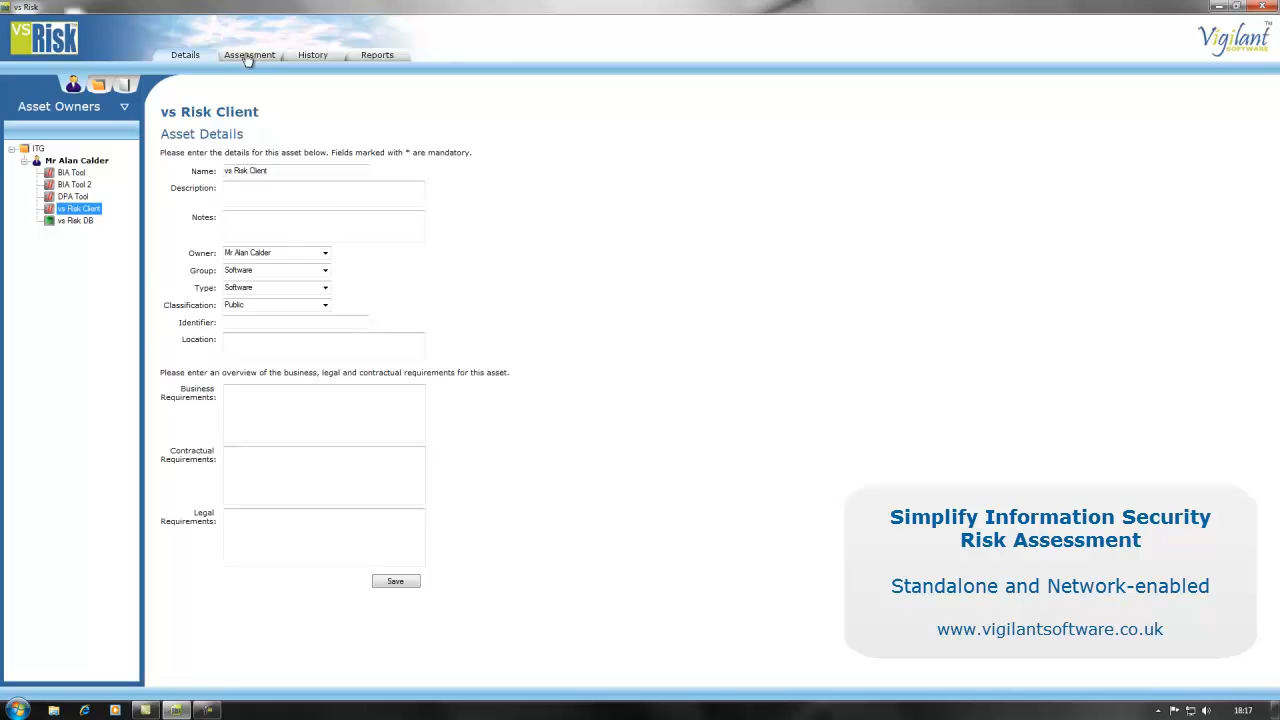 vs Risk
VS Risk
Vigilant
SOFTWARE
TM
Details Assessment History Reports
Asset Owners
ITG
Mr Alan Calder
BIA Tool
BIA Tool 2
DPA Tool
vs Risk Client
vs Risk DB
vs Risk Client
Asset Details
Please enter the details for this asset below. Fields marked with * are mandatory.
Name: vs Risk Client
Description:
Notes:
Owner: Mr Alan Calder
Group: Software
Type: Software
Classification: Public
Identifier:
Location:
Please enter an overview of the business, legal and contractual requirements for this asset.
Business
Requirements:
Contractual
Requirements:
Legal
Requirements:
Save
Simplify Information Security
Risk Assessment
Standalone and Network-enabled
www.vigilantsoftware.co.uk
18:17